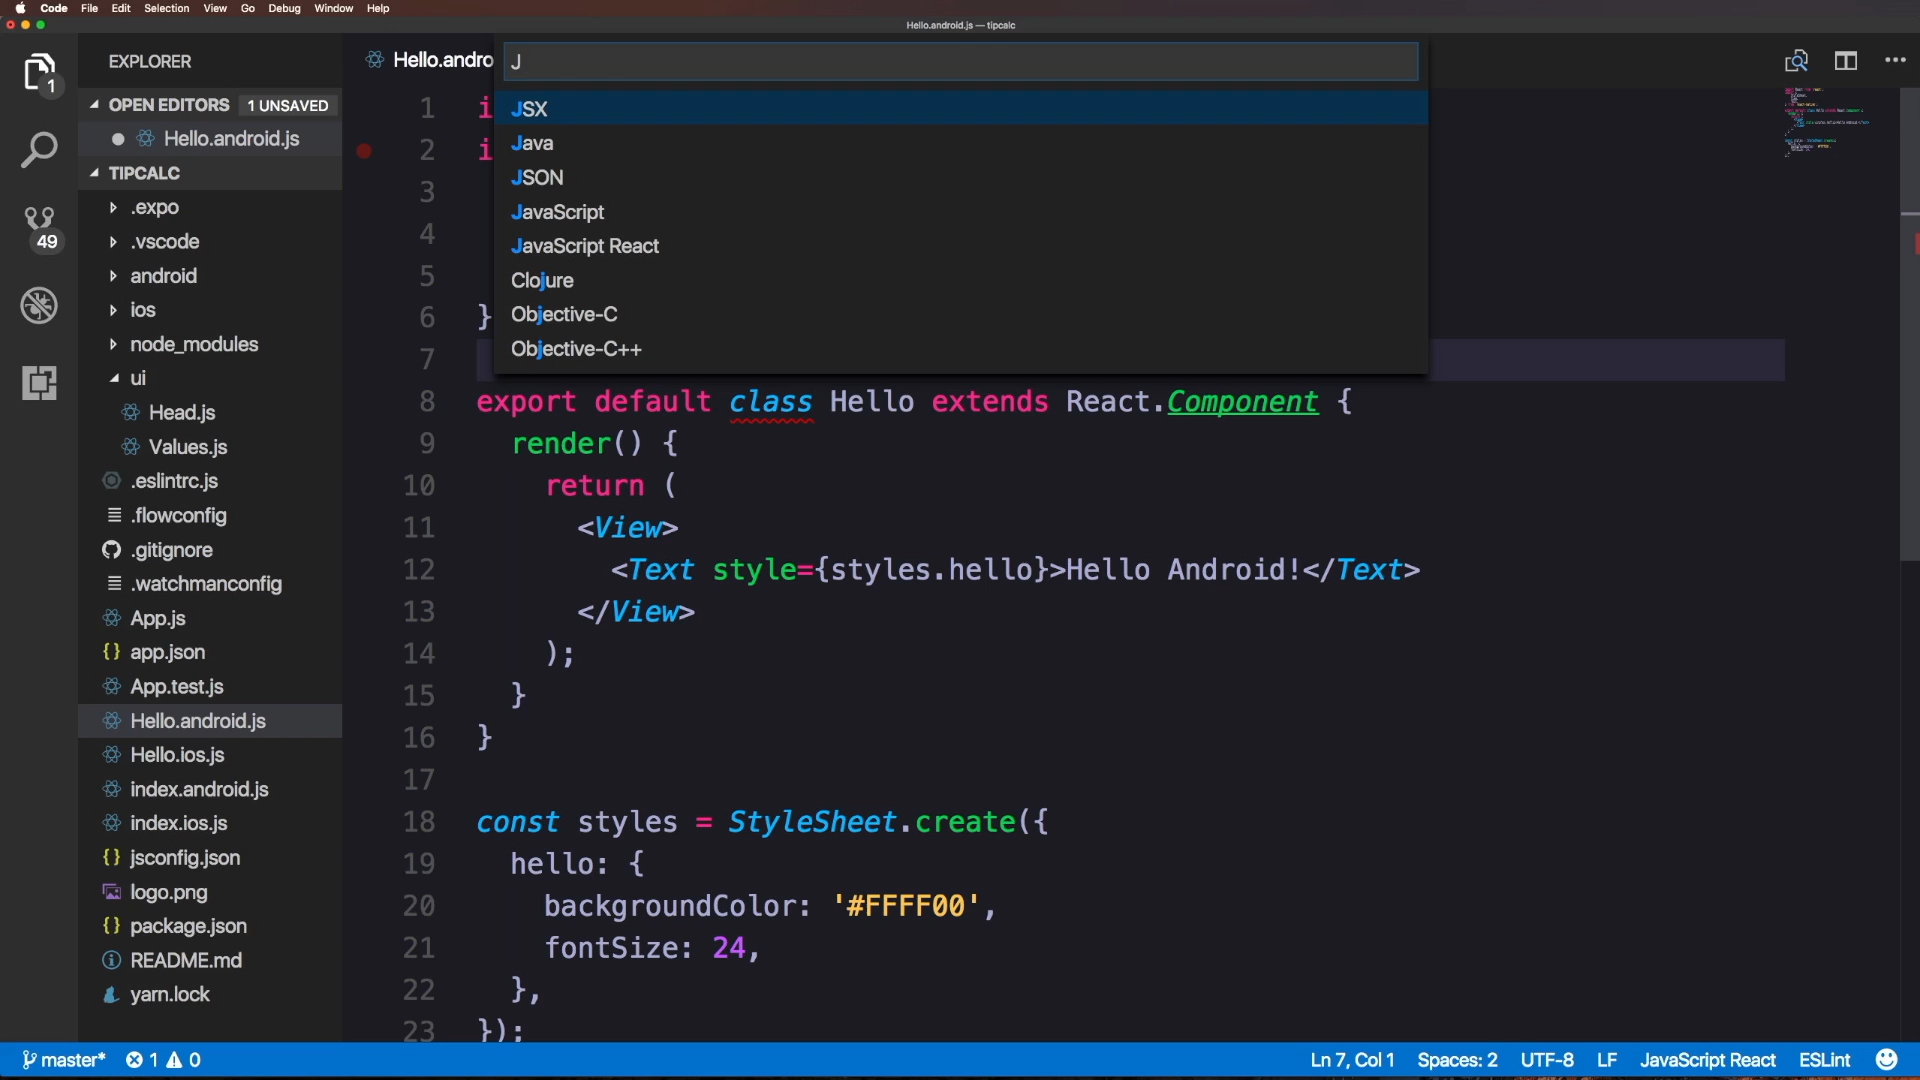 Code File Edit Selection View Go Debug Window Help
Hello.android.js — tipcalc
EXPLORER
OPEN EDITORS 1 UNSAVED
Hello.android.js
TIPCALC
.expo
.vscode
android
ios
node_modules
ui
Head.js
Values.js
.eslintrc.js
.flowconfig
.gitignore
.watchmanconfig
App.js
{} app.json
App.test.js
Hello.android.js
Hello.ios.js
index.android.js
index.ios.js
{} jsconfig.json
logo.png
{} package.json
README.md
yarn.lock
1
49
Hello.andro
J
JSX
Java
JSON
JavaScript
JavaScript React
Clojure
Objective-C
Objective-C++
1 i
2 i
3
4
5
6 }
7
8 export default class Hello extends React.Component {
9 render() {
10 return (
11 <View>
12 <Text style={styles.hello}>Hello Android!</Text>
13 </View>
14 );
15 }
16 }
17
18 const styles = StyleSheet.create({
19 hello: {
20 backgroundColor: '#FFFF00',
21 fontSize: 24,
22 },
23 });
master* 1 0 Ln 7, Col 1 Spaces: 2 UTF-8 LF JavaScript React ESLint